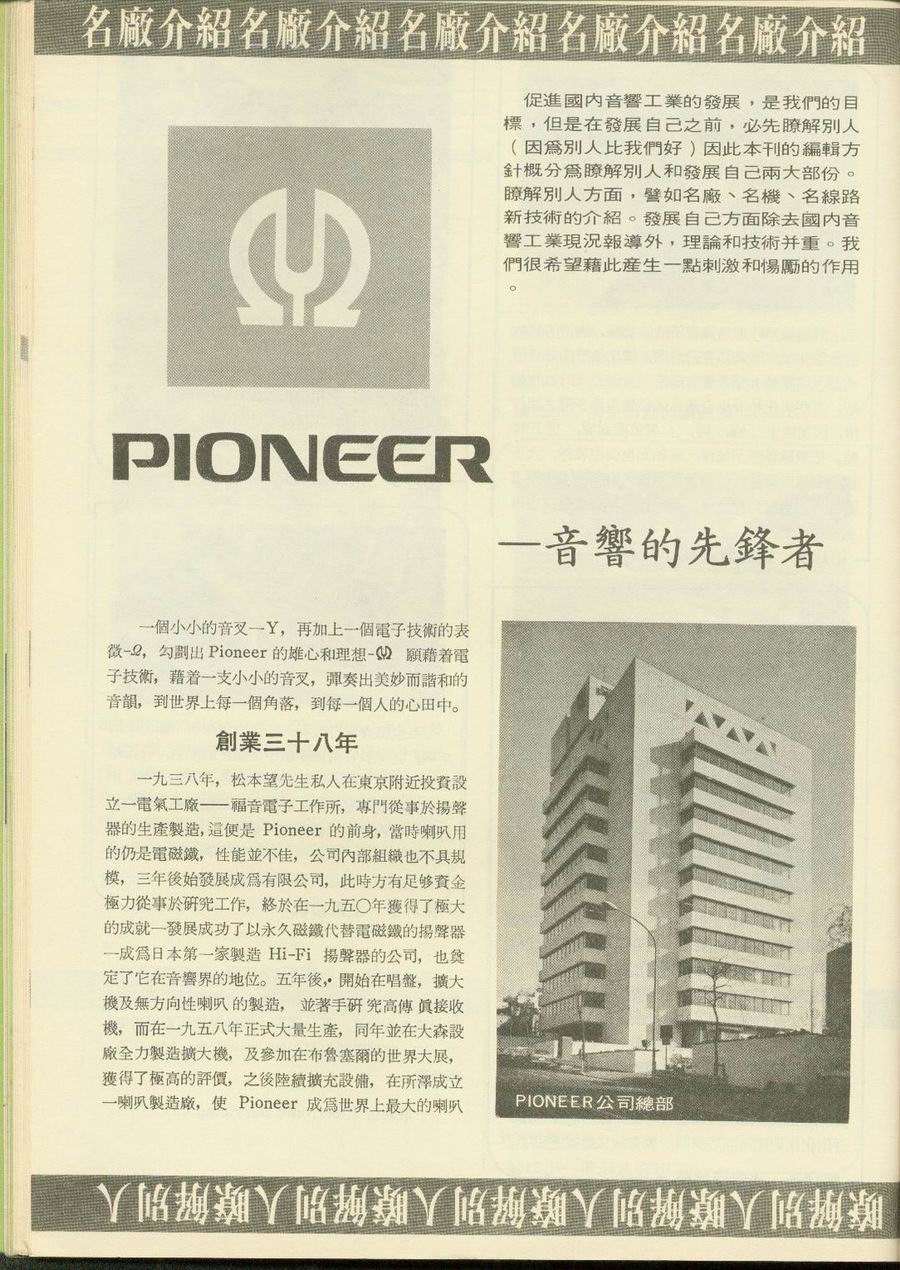 名廠介紹名廠介紹名廠介紹名廠介紹名廠介紹
促進國內音響工業的發展，是我們的目
標，但是在發展自己之前，必先瞭解別人
（因爲別人比我們好）因此本刊的編輯方
針概分爲瞭解別人和發展自己兩大部份。
瞭解別人方面，譬如名廠、名機、名線路
新技術的介紹。發展自己方面除去國內音
響工業現況報導外，理論和技術并重。我
們很希望藉此產生一點刺激和惕勵的作用
。
PIONEER
—音響的先鋒者
一個小小的音叉—Y，再加上一個電子技術的表
徵-Ω，勾劃出 Pioneer 的雄心和理想- 願藉着電
子技術，藉着一支小小的音叉，彈奏出美妙而諧和的
音韻，到世界上每一個角落，到每一個人的心田中。
創業三十八年
一九三八年，松本望先生私人在東京附近投資設
立一電氣工廠——福音電子工作所，專門從事於揚聲
器的生產製造，這便是 Pioneer 的前身，當時喇叭用
的仍是電磁鐵，性能並不佳，公司內部組織也不具規
模，三年後始發展成爲有限公司，此時方有足够資金
極力從事於研究工作，終於在一九五〇年獲得了極大
的成就—發展成功了以永久磁鐵代替電磁鐵的揚聲器
—成爲日本第一家製造 Hi-Fi 揚聲器的公司，也奠
定了它在音響界的地位。五年後，開始在唱盤，擴大
機及無方向性喇叭的製造，並著手研究高傳眞接收
機，而在一九五八年正式大量生產，同年並在大森設
廠全力製造擴大機，及參加在布魯塞爾的世界大展，
獲得了極高的評價，之後陸續擴充設備，在所澤成立
一喇叭製造廠，使 Pioneer 成爲世界上最大的喇叭
PIONEER公司總部
瞭解別人瞭解別人瞭解別人瞭解別人瞭解別人